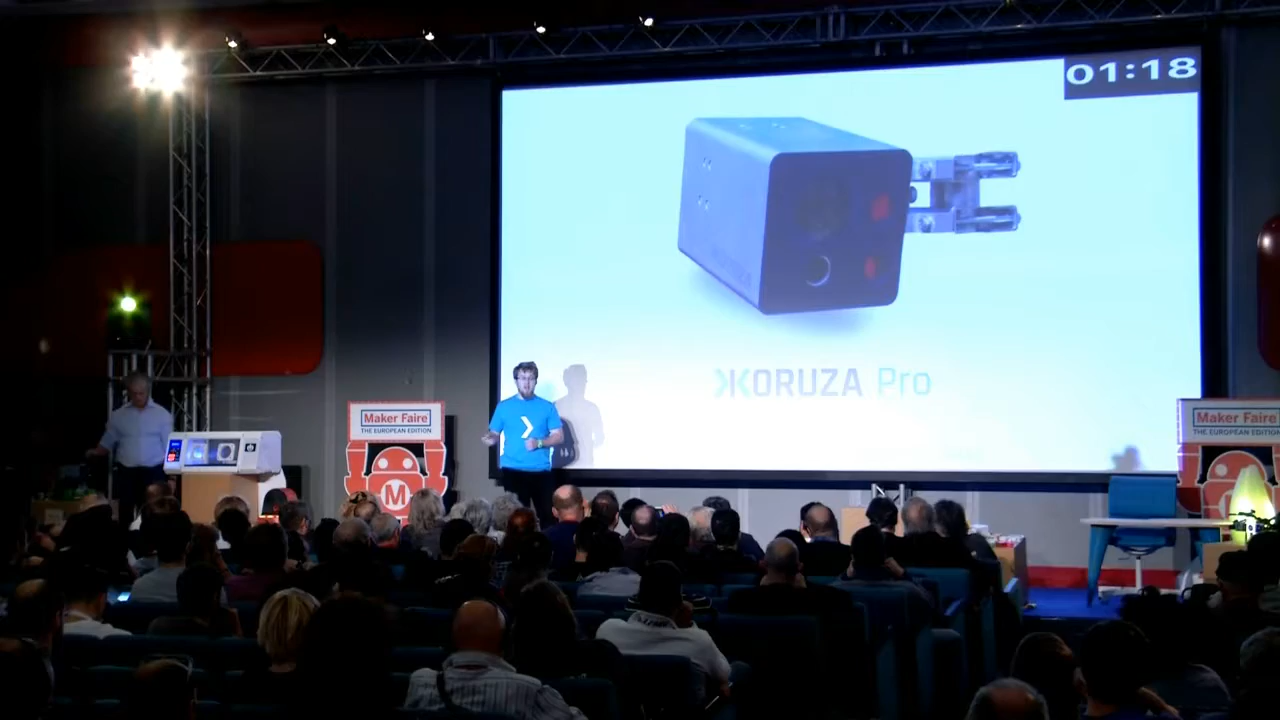 01:18
KORUZA Pro
Maker Faire
THE EUROPEAN EDITION
M
Maker Faire
THE EUROPEAN EDITION